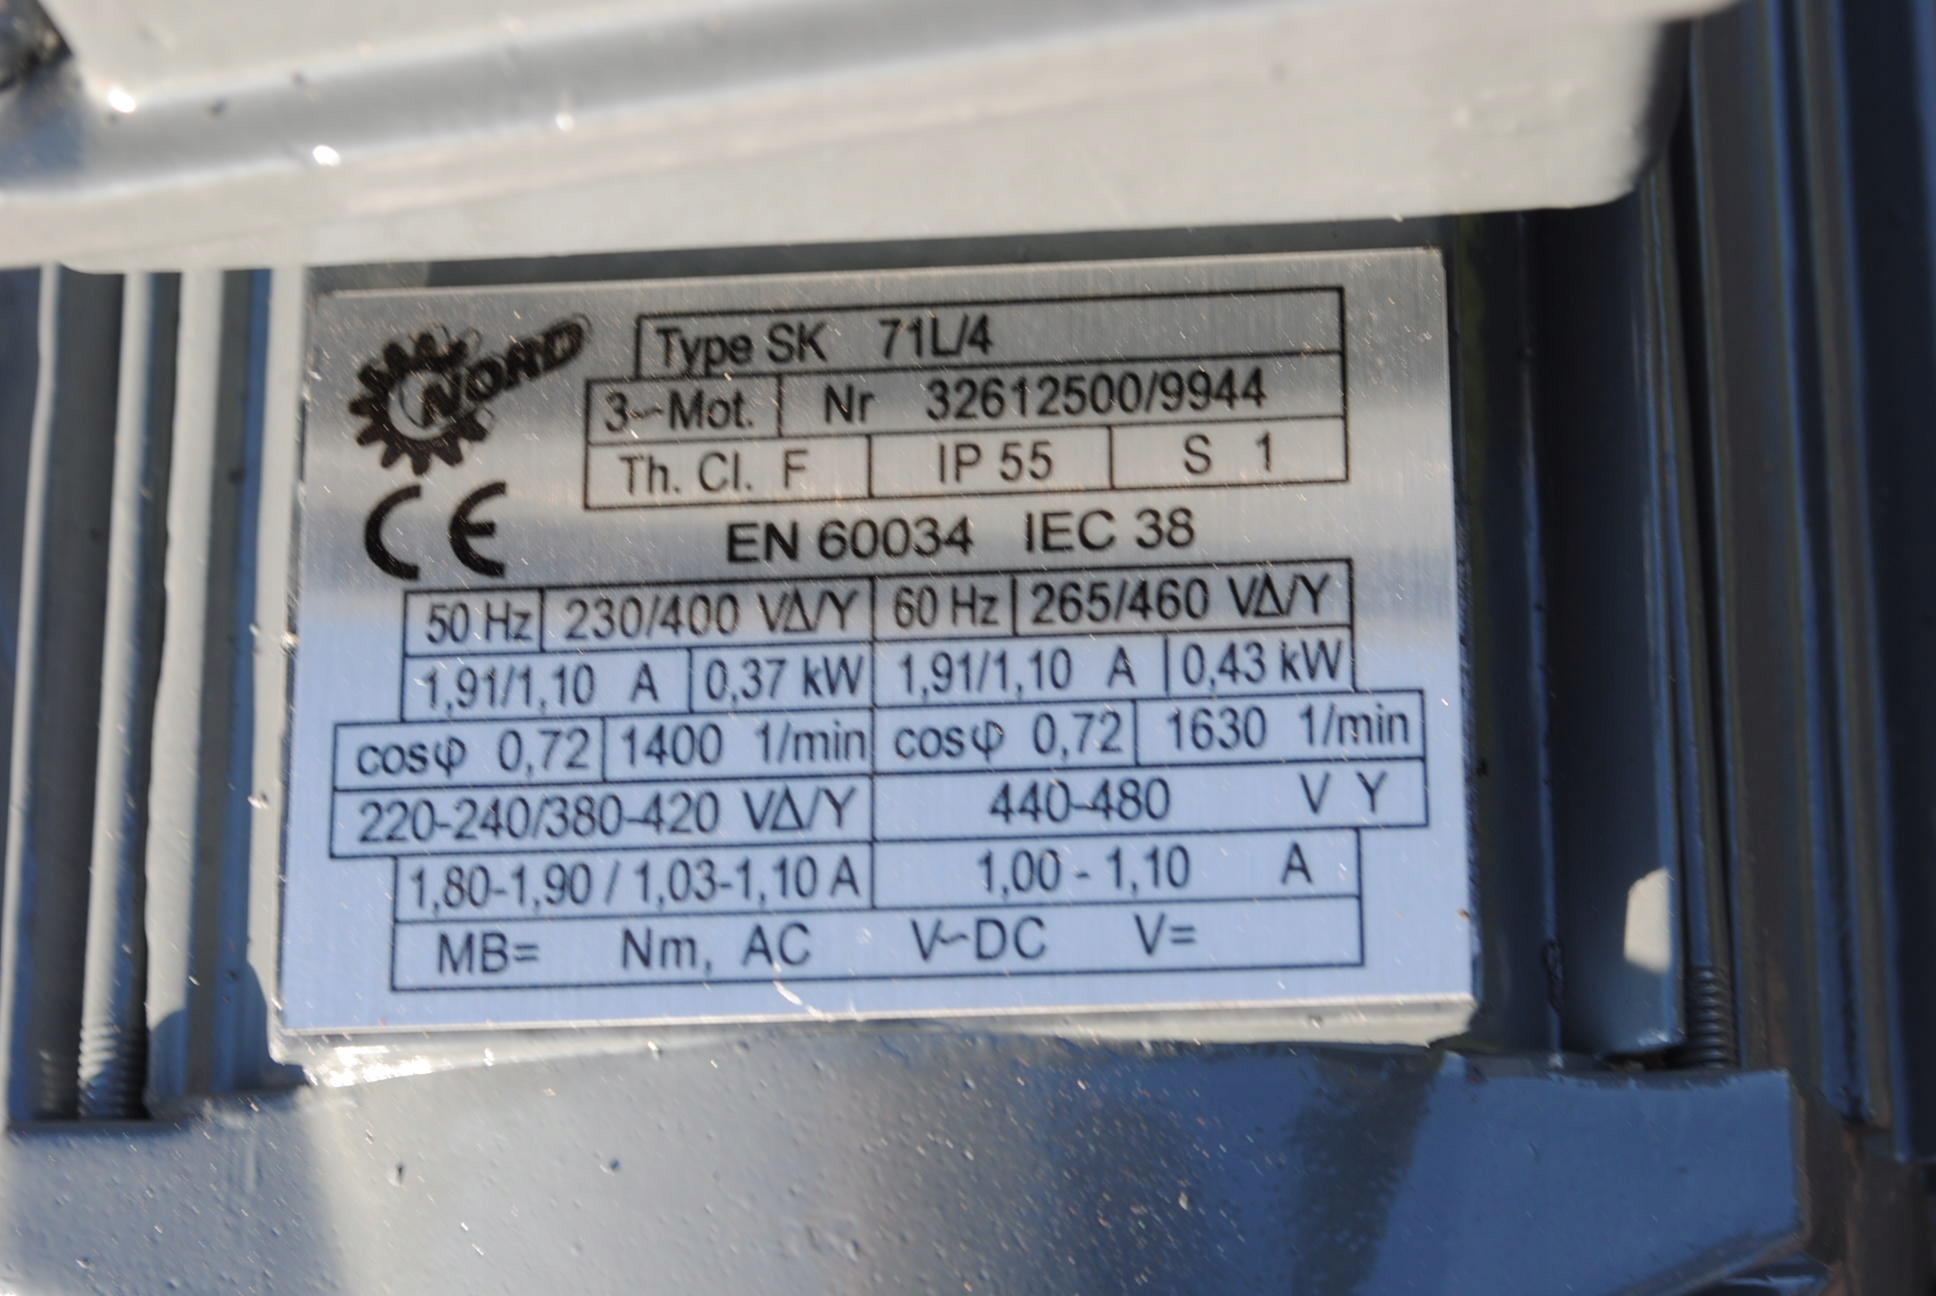 NORD
Type SK 71L/4
3~Mot. Nr 32612500/9944
Th. Cl. F IP 55 S 1
CE
EN 60034 IEC 38
50 Hz 230/400 VΔ/Y 60 Hz 265/460 VΔ/Y
1,91/1,10 A 0,37 kW 1,91/1,10 A 0,43 kW
cosφ 0,72 1400 1/min cosφ 0,72 1630 1/min
220-240/380-420 VΔ/Y 440-480 V Y
1,80-1,90 / 1,03-1,10 A 1,00 - 1,10 A
MB= Nm, AC V~DC V=